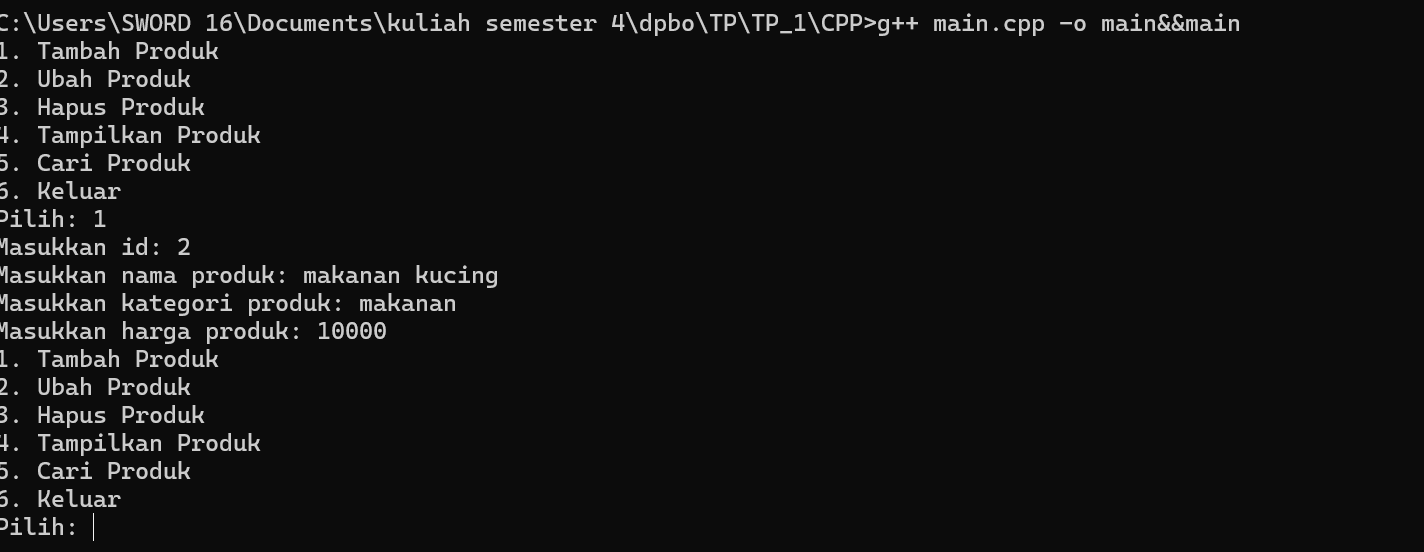 C:\Users\SWORD 16\Documents\kuliah semester 4\dpbo\TP\TP_1\CPP>g++ main.cpp -o main&&main
1. Tambah Produk
2. Ubah Produk
3. Hapus Produk
4. Tampilkan Produk
5. Cari Produk
6. Keluar
Pilih: 1
Masukkan id: 2
Masukkan nama produk: makanan kucing
Masukkan kategori produk: makanan
Masukkan harga produk: 10000
1. Tambah Produk
2. Ubah Produk
3. Hapus Produk
4. Tampilkan Produk
5. Cari Produk
6. Keluar
Pilih: